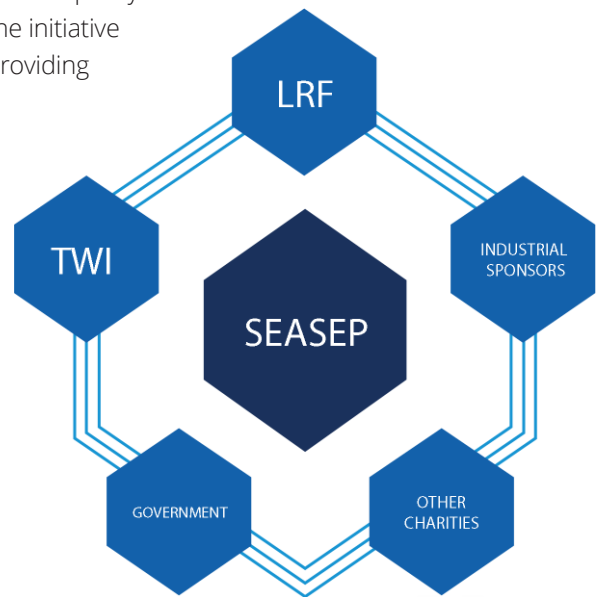 he initiative
roviding
LRF
TWI
INDUSTRIAL
SPONSORS
SEASEP
GOVERNMENT
OTHER
CHARITIES